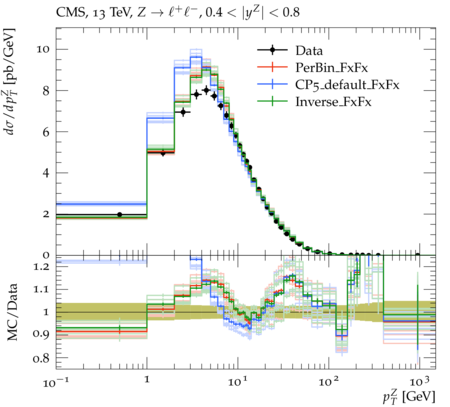 CMS, 13 TeV, Z → ℓ⁺ℓ⁻, 0.4 < |y^Z| < 0.8
dσ/dp_T^Z [pb/GeV]
10
8
6
4
2
0
Data
PerBin_FxFx
CP5_default_FxFx
Inverse_FxFx
MC/Data
1.2
1.1
1
0.9
0.8
10⁻¹ 1 10¹ 10² 10³
p_T^Z [GeV]